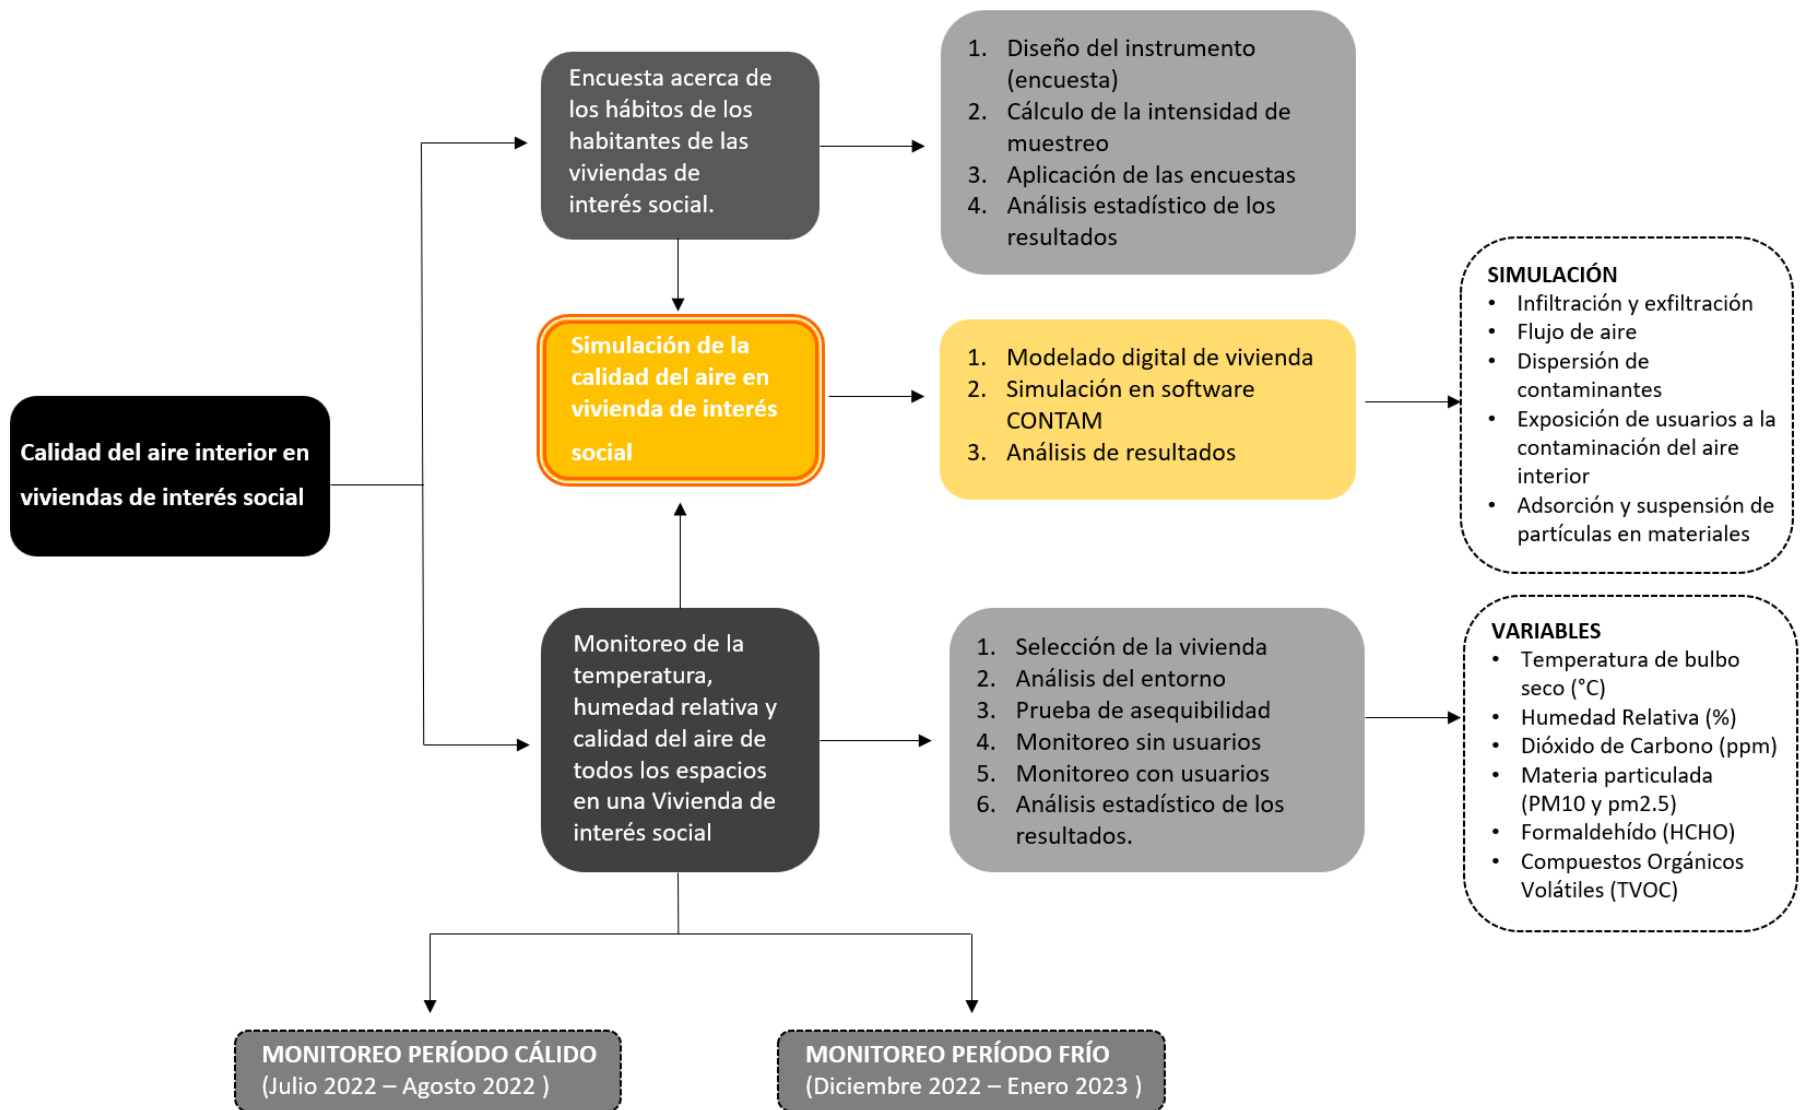 Calidad del aire interior en
viviendas de interés social
Encuesta acerca de
los hábitos de los
habitantes de las
viviendas de
interés social.
1. Diseño del instrumento
(encuesta)
2. Cálculo de la intensidad de
muestreo
3. Aplicación de las encuestas
4. Análisis estadístico de los
resultados
Simulación de la
calidad del aire en
vivienda de interés
social
1. Modelado digital de vivienda
2. Simulación en software
CONTAM
3. Análisis de resultados
SIMULACIÓN
• Infiltración y exfiltración
• Flujo de aire
• Dispersión de
contaminantes
• Exposición de usuarios a la
contaminación del aire
interior
• Adsorción y suspensión de
partículas en materiales
Monitoreo de la
temperatura,
humedad relativa y
calidad del aire de
todos los espacios
en una Vivienda de
interés social
1. Selección de la vivienda
2. Análisis del entorno
3. Prueba de asequibilidad
4. Monitoreo sin usuarios
5. Monitoreo con usuarios
6. Análisis estadístico de los
resultados.
VARIABLES
• Temperatura de bulbo
seco (°C)
• Humedad Relativa (%)
• Dióxido de Carbono (ppm)
• Materia particulada
(PM10 y pm2.5)
• Formaldehído (HCHO)
• Compuestos Orgánicos
Volátiles (TVOC)
MONITOREO PERÍODO CÁLIDO
(Julio 2022 – Agosto 2022 )
MONITOREO PERÍODO FRÍO
(Diciembre 2022 – Enero 2023 )